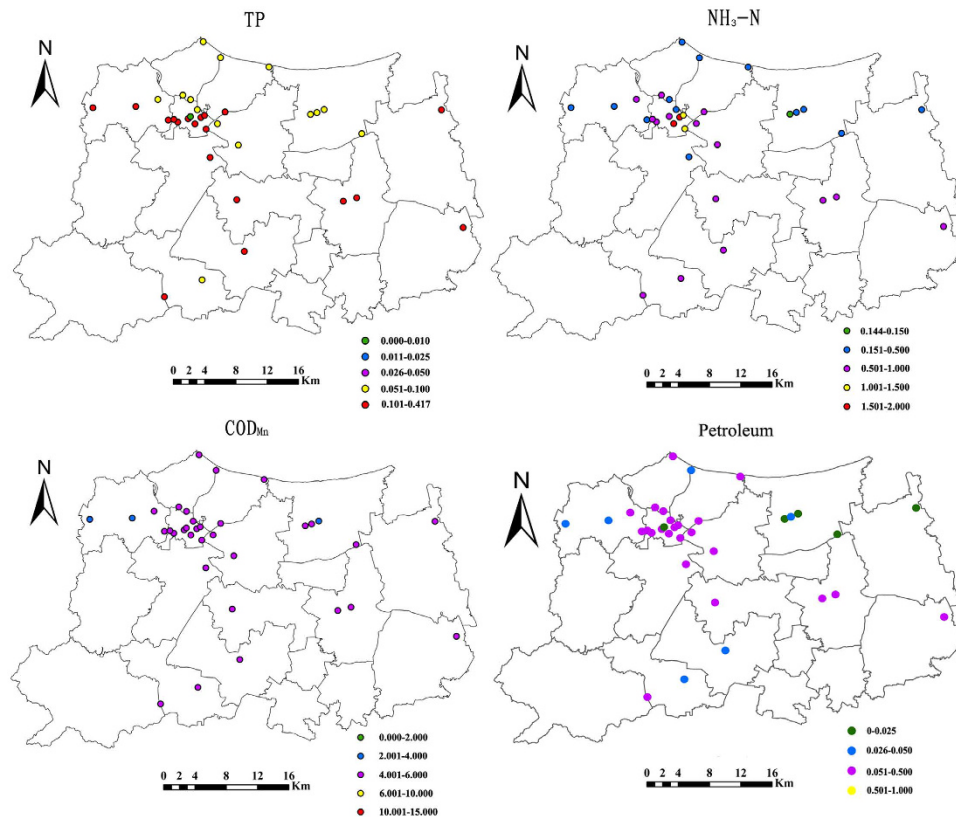 TP
N
0.000-0.010
0.011-0.025
0.026-0.050
0.051-0.100
0.101-0.417
0 2 4 8 12 16
Km
NH₃-N
N
0.144-0.150
0.151-0.500
0.501-1.000
1.001-1.500
1.501-2.000
0 2 4 8 12 16
Km
COD_Mn
N
0.000-2.000
2.001-4.000
4.001-6.000
6.001-10.000
10.001-15.000
0 2 4 8 12 16
Km
Petroleum
N
0-0.025
0.026-0.050
0.051-0.500
0.501-1.000
0 2 4 8 12 16
Km